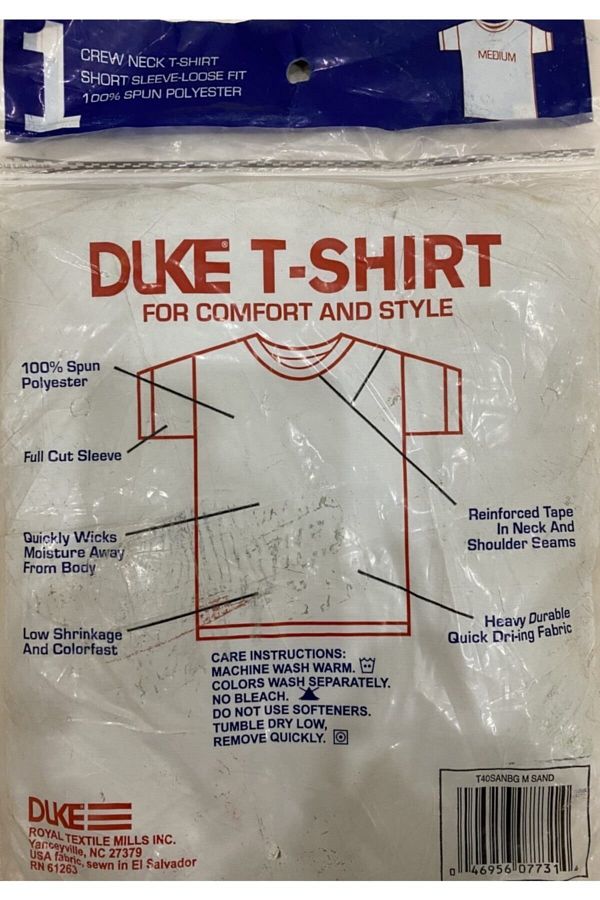 1
CREW NECK T-SHIRT
SHORT SLEEVE-LOOSE FIT
100% SPUN POLYESTER
MEDIUM
DUKE® T-SHIRT
FOR COMFORT AND STYLE
100% Spun
Polyester
Full Cut Sleeve
Quickly Wicks
Moisture Away
From Body
Low Shrinkage
And Colorfast
Reinforced Tape
In Neck And
Shoulder Seams
Heavy Durable
Quick Dri-ing Fabric
CARE INSTRUCTIONS:
MACHINE WASH WARM.
COLORS WASH SEPARATELY.
NO BLEACH.
DO NOT USE SOFTENERS.
TUMBLE DRY LOW,
REMOVE QUICKLY.
DUKE
ROYAL TEXTILE MILLS INC.
Yanceyville, NC 27379
USA fabric, sewn in El Salvador
RN 61263
T40SANBG M SAND
0 46956 07731